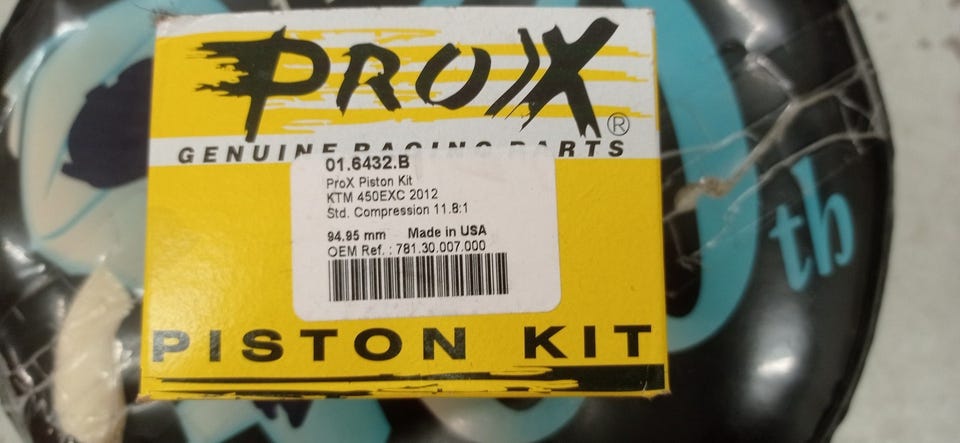 PROX®
GENUINE RACING PARTS
01.6432.B
ProX Piston Kit
KTM 450EXC 2012
Std. Compression 11.8:1
94.95 mm Made in USA
OEM Ref. : 781.30.007.000
PISTON KIT
th